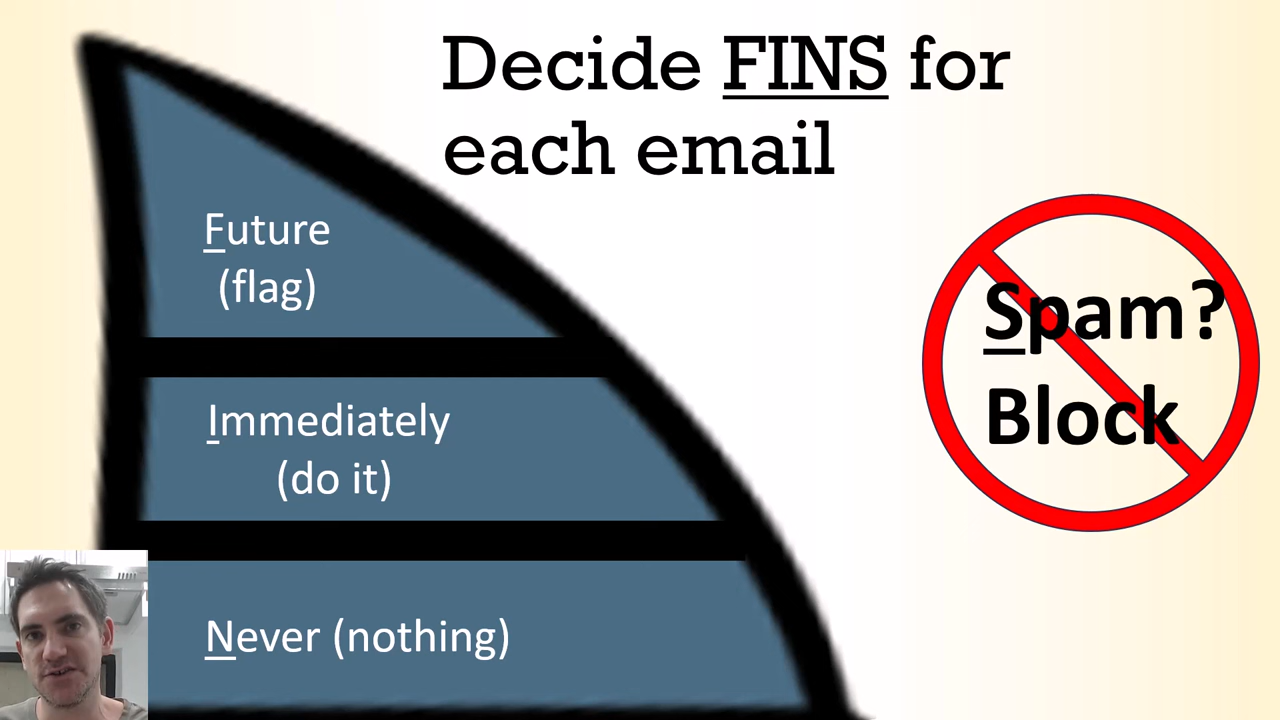 Decide FINS for
each email
Future
(flag)
Immediately
(do it)
Never (nothing)
Spam?
Block